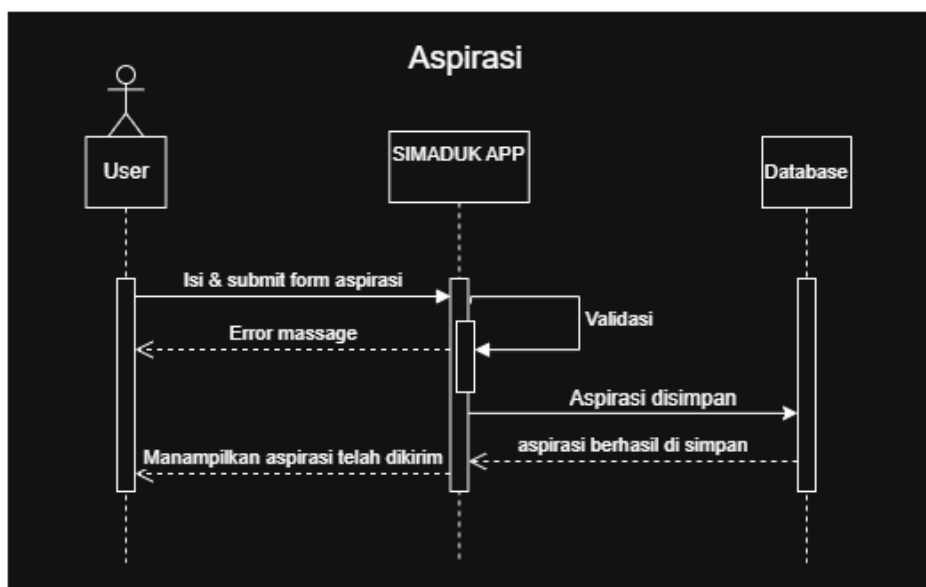 Aspirasi
User
SIMADUK APP
Database
Isi & submit form aspirasi
Validasi
Error massage
Aspirasi disimpan
aspirasi berhasil di simpan
Manampilkan aspirasi telah dikirim